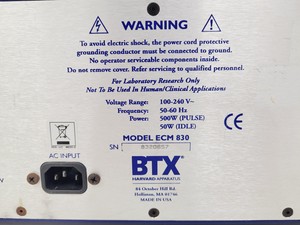 WARNING
To avoid electric shock, the power cord protective
grounding conductor must be connected to ground.
No operator serviceable components inside.
Do not remove cover. Refer servicing to qualified personnel.
For Laboratory Research Only
Not To Be Used In Human/Clinical Applications
Voltage Range: 100-240 V~
Frequency: 50-60 Hz
Power: 500W (PULSE)
50W (IDLE)
CE
MODEL ECM 830
SN
AC INPUT
BTX
HARVARD APPARATUS
84 October Hill Rd.
Holliston, MA 01746
MADE IN USA